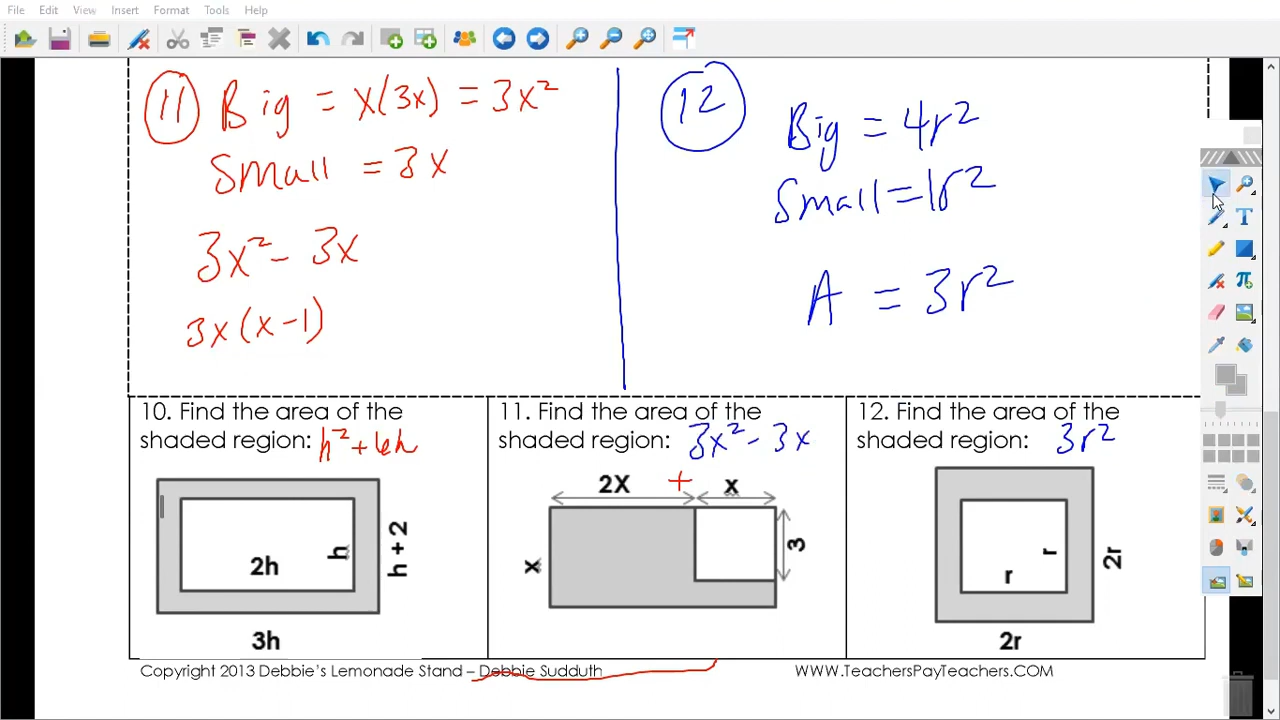 File Edit View Insert Format Tools Help
11 Big = x(3x) = 3x²
Small = 3x
3x² - 3x
3x(x-1)
12 Big = 4r²
Small = 1r²
A = 3r²
10. Find the area of the
shaded region: h² + 6h
2h
h
h + 2
3h
11. Find the area of the
shaded region: 3x² - 3x
2X + x
x
3
12. Find the area of the
shaded region: 3r²
r
r
2r
2r
Copyright 2013 Debbie's Lemonade Stand – Debbie Sudduth
WWW.TeachersPayTeachers.COM